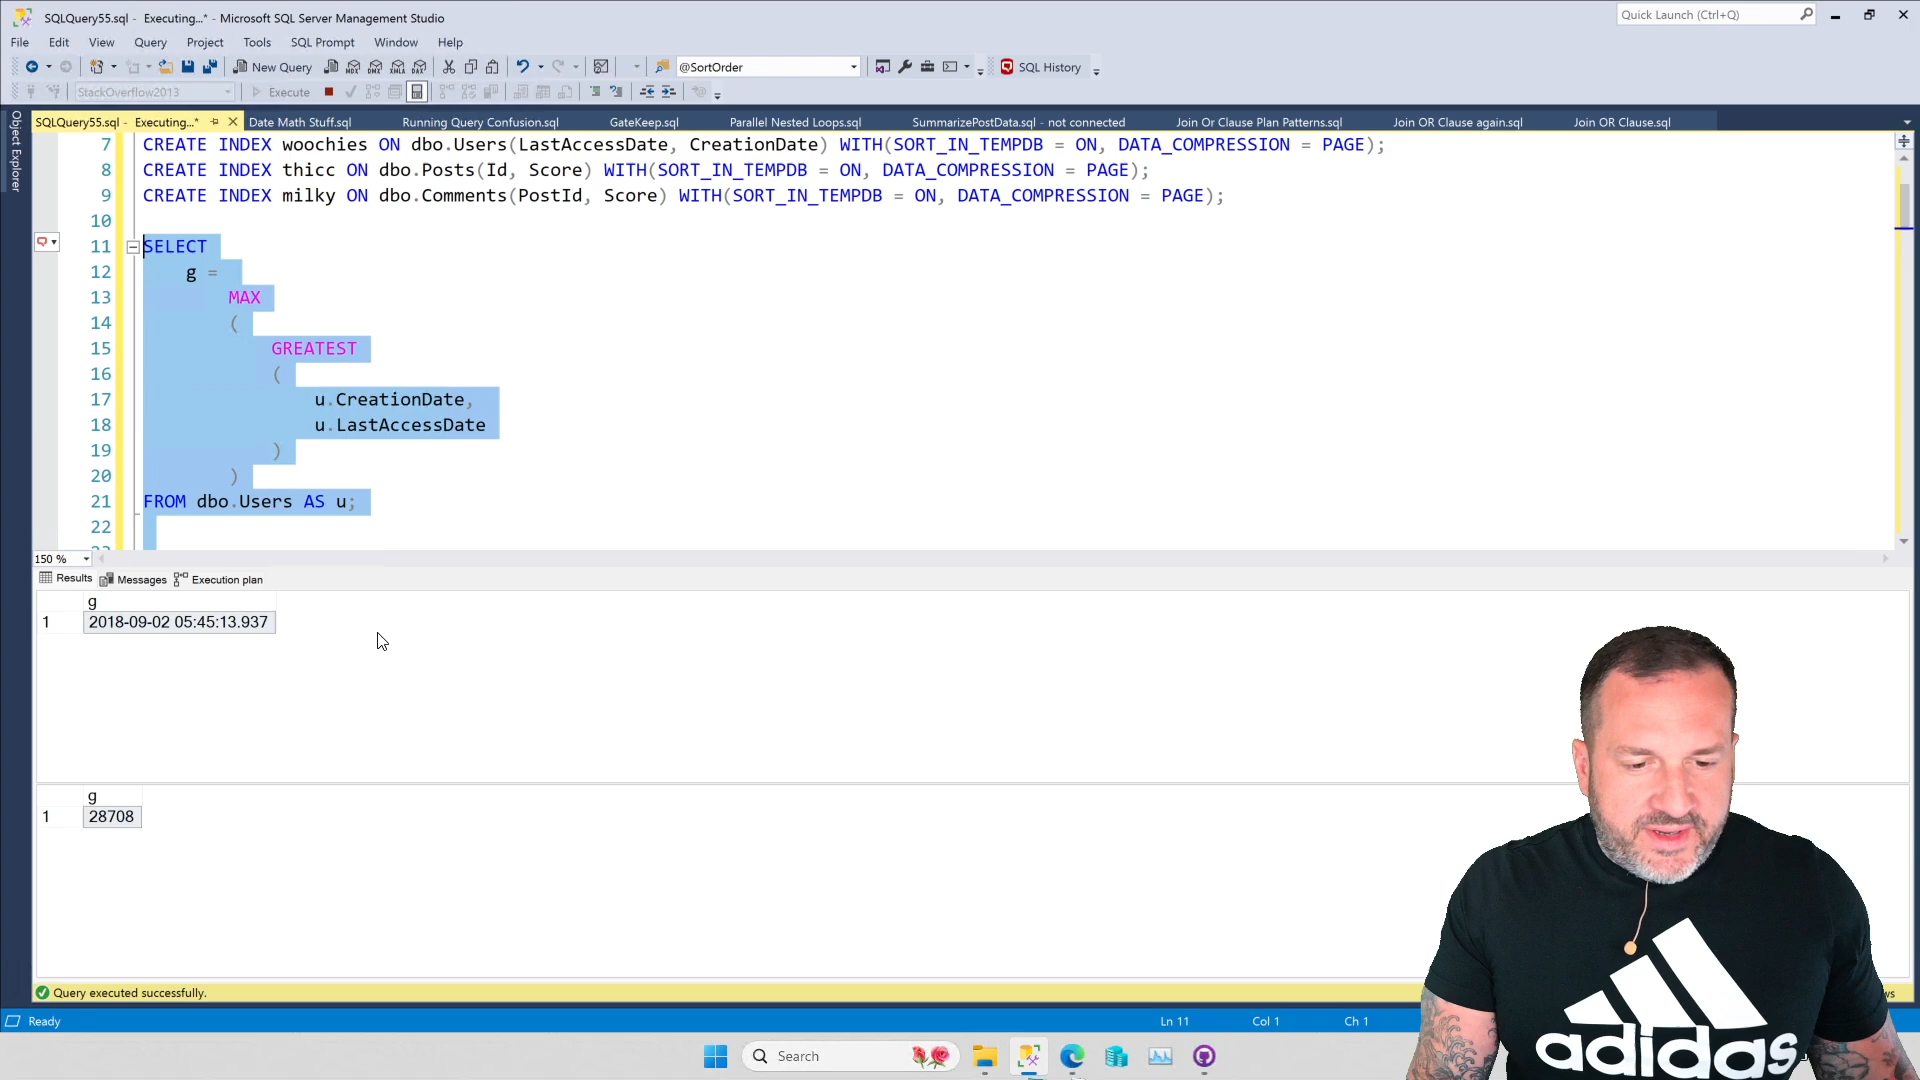 SQLQuery55.sql - Executing...* - Microsoft SQL Server Management Studio
Quick Launch (Ctrl+Q)
File Edit View Query Project Tools SQL Prompt Window Help
New Query MDX DMX XMLA DAX @SortOrder SQL History
StackOverflow2013 Execute
SQLQuery55.sql - Executing...* Date Math Stuff.sql Running Query Confusion.sql GateKeep.sql Parallel Nested Loops.sql SummarizePostData.sql - not connected Join Or Clause Plan Patterns.sql Join OR Clause again.sql Join OR Clause.sql
Object Explorer
7 CREATE INDEX woochies ON dbo.Users(LastAccessDate, CreationDate) WITH(SORT_IN_TEMPDB = ON, DATA_COMPRESSION = PAGE);
8 CREATE INDEX thicc ON dbo.Posts(Id, Score) WITH(SORT_IN_TEMPDB = ON, DATA_COMPRESSION = PAGE);
9 CREATE INDEX milky ON dbo.Comments(PostId, Score) WITH(SORT_IN_TEMPDB = ON, DATA_COMPRESSION = PAGE);
10
11 SELECT
12 g =
13 MAX
14 (
15 GREATEST
16 (
17 u.CreationDate,
18 u.LastAccessDate
19 )
20 )
21 FROM dbo.Users AS u;
22
150 %
Results Messages Execution plan
g
1 2018-09-02 05:45:13.937
g
1 28708
Query executed successfully.
Ready Ln 11 Col 1 Ch 1
Search
adidas